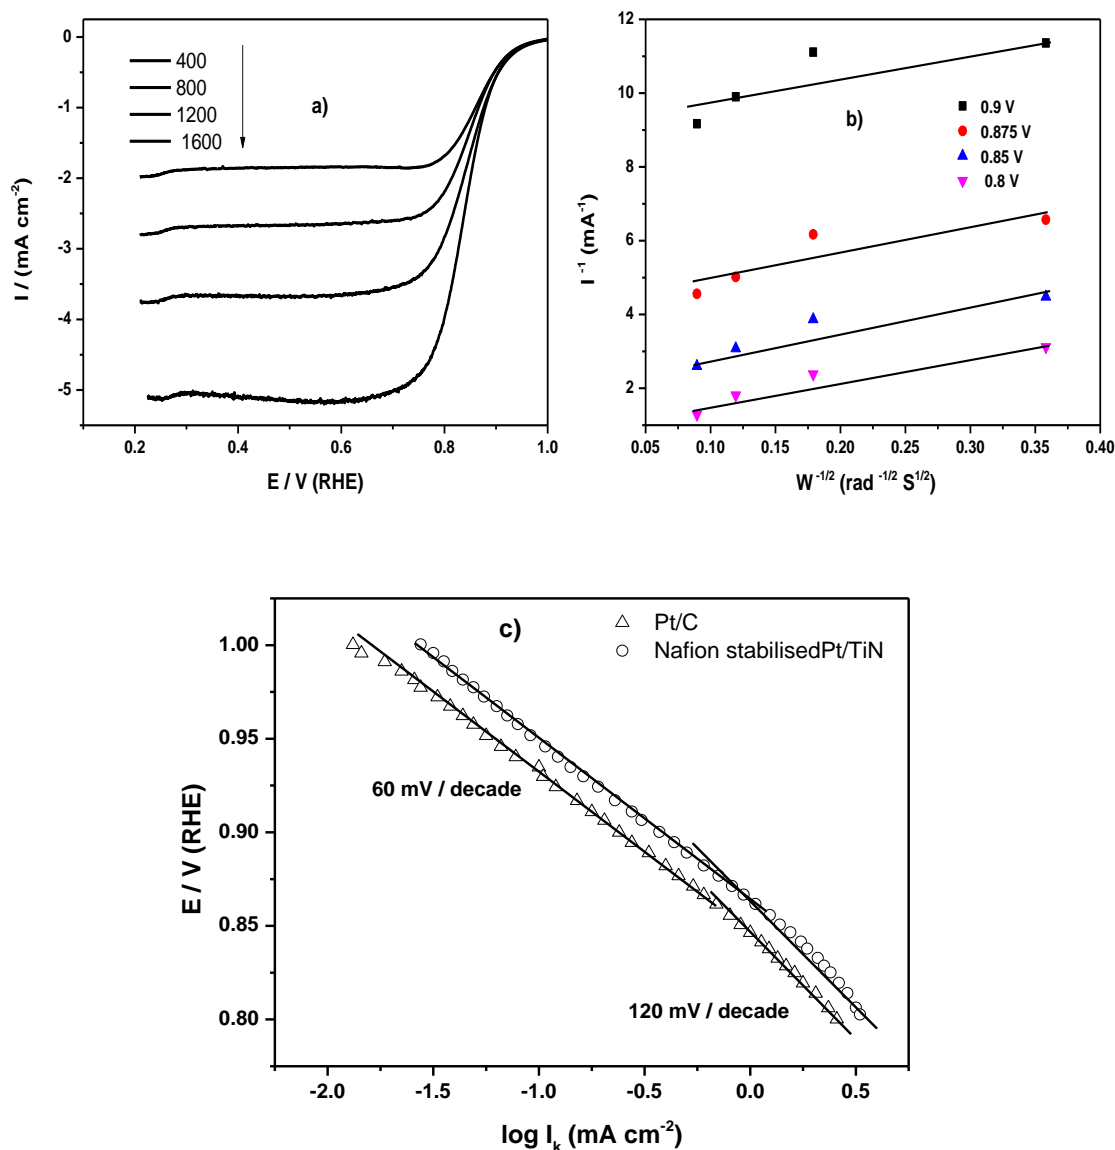 a)
400
800
1200
1600
0
-1
-2
-3
-4
-5
I / (mA cm-2)
0.2 0.4 0.6 0.8 1.0
E / V (RHE)
b)
0.9 V
0.875 V
0.85 V
0.8 V
12
10
8
6
4
2
I -1 (mA-1)
0.05 0.10 0.15 0.20 0.25 0.30 0.35 0.40
W -1/2 (rad -1/2 S1/2)
c)
Pt/C
Nafion stabilisedPt/TiN
1.00
0.95
0.90
0.85
0.80
E / V (RHE)
60 mV / decade
120 mV / decade
-2.0 -1.5 -1.0 -0.5 0.0 0.5
log Ik (mA cm-2)